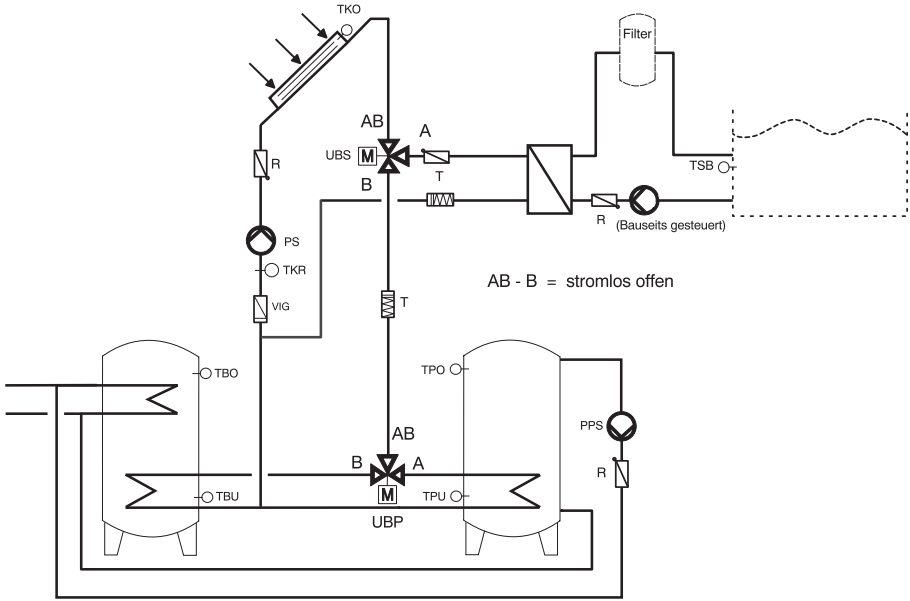 TKO
Filter
AB
A
UBS
M
T
B
R
TSB
R
(Bauseits gesteuert)
PS
TKR
AB - B = stromlos offen
VIG
T
TBO
TPO
PPS
AB
B
A
R
TBU
M
TPU
UBP